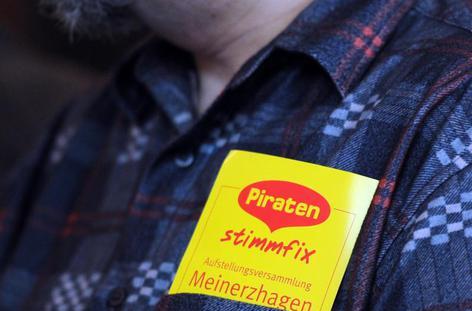 Piraten
stimmfix
Aufstellungsversammlung
Meinerzhagen